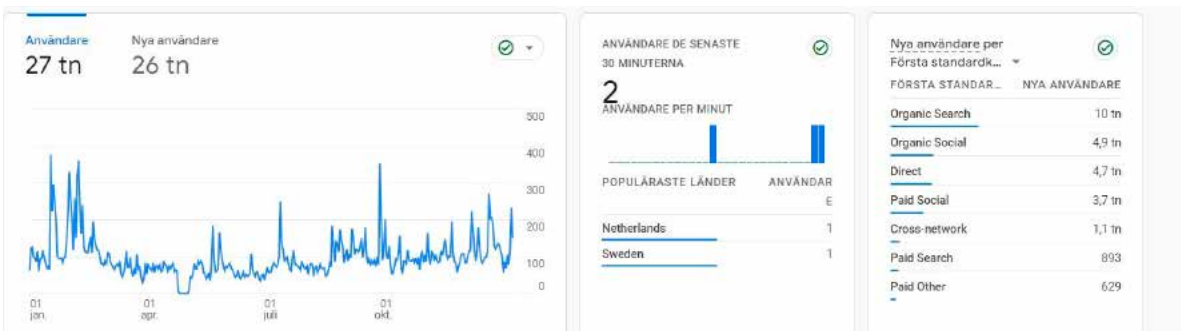 Användare
Nya användare
27 tn
26 tn
500
400
300
200
100
0
01
jan.
01
apr.
01
juli
01
okt.
ANVÄNDARE DE SENASTE
30 MINUTERNA
2
ANVÄNDARE PER MINUT
POPULÄRASTE LÄNDER
ANVÄNDAR
E
Netherlands 1
Sweden 1
Nya användare per
Första standardk...
FÖRSTA STANDAR... NYA ANVÄNDARE
Organic Search 10 tn
Organic Social 4,9 tn
Direct 4,7 tn
Paid Social 3,7 tn
Cross-network 1,1 tn
Paid Search 893
Paid Other 629